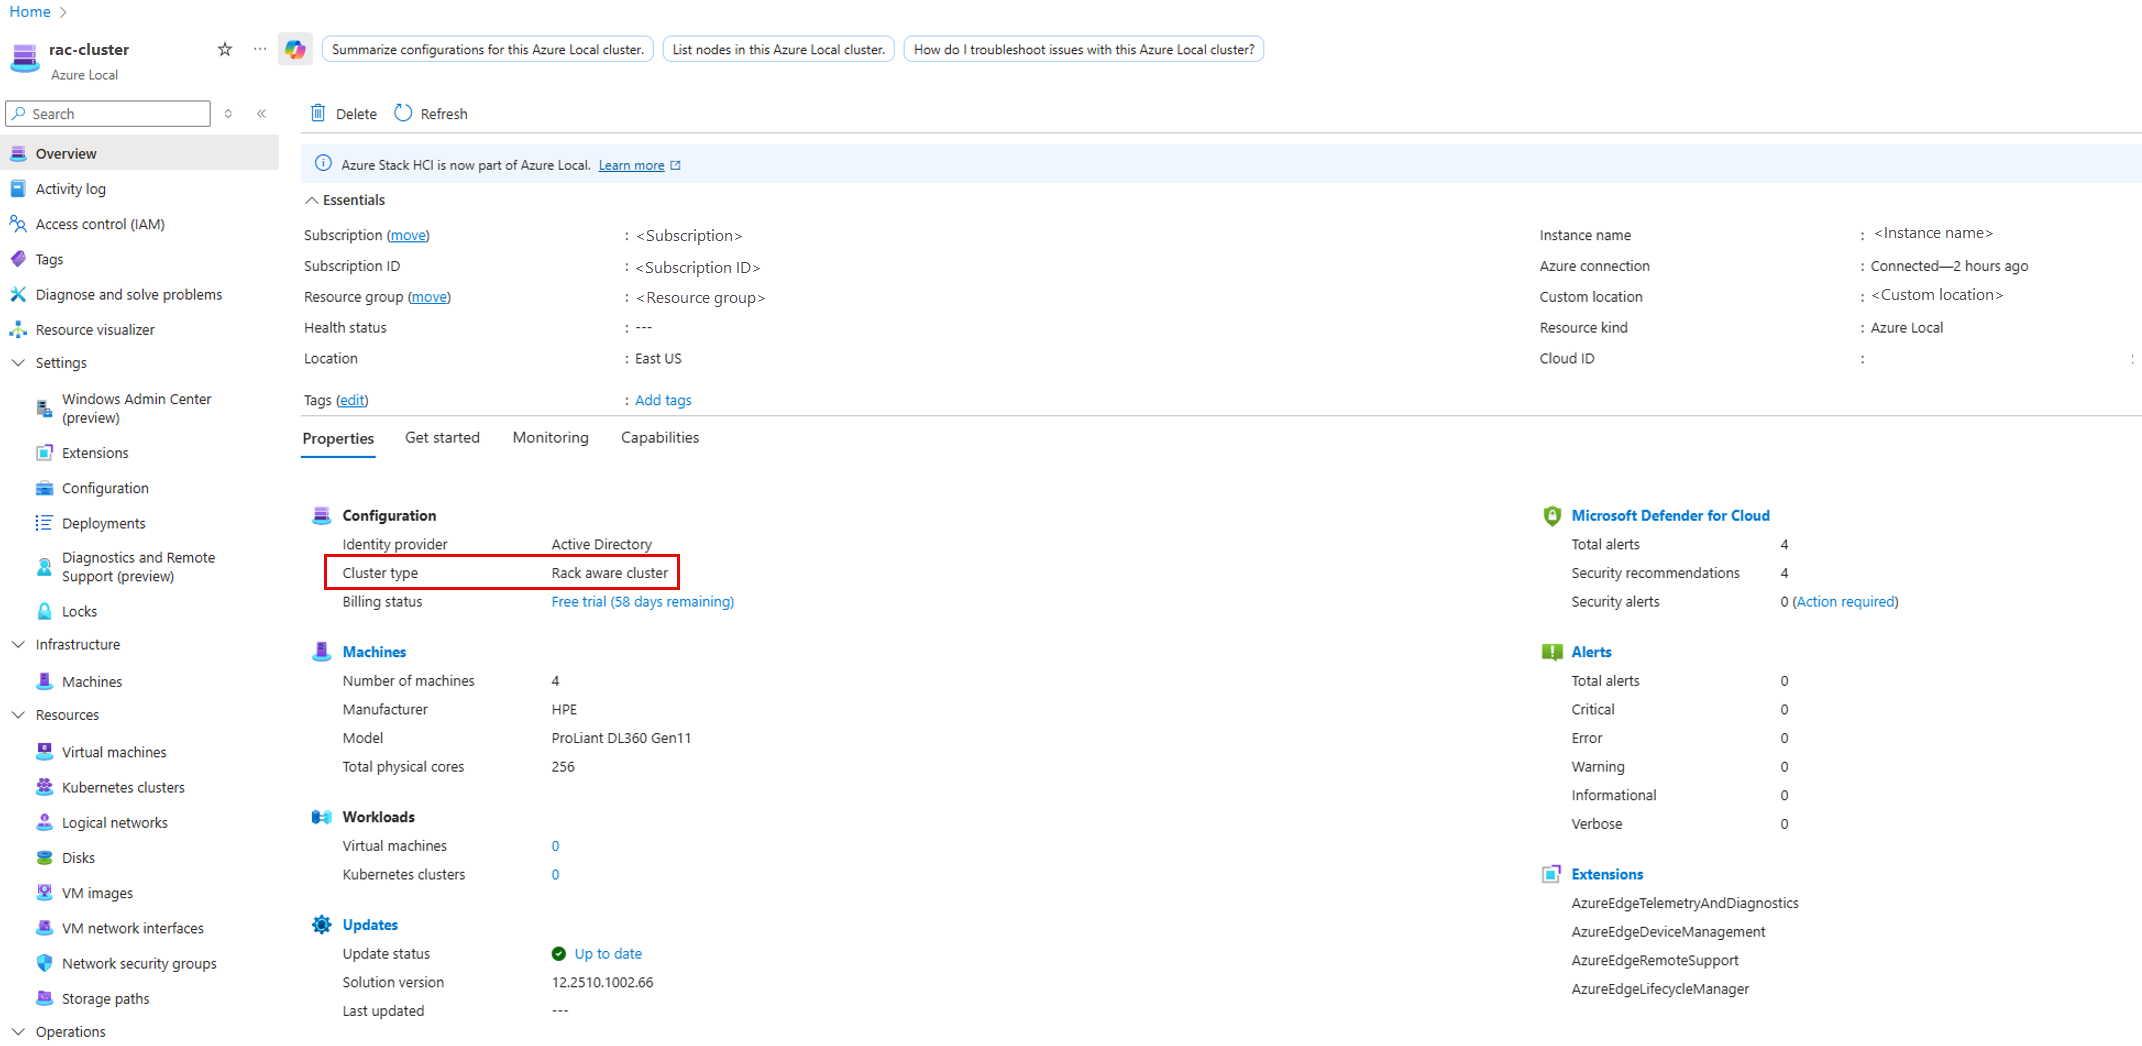 Home
rac-cluster
Azure Local
Summarize configurations for this Azure Local cluster.
List nodes in this Azure Local cluster.
How do I troubleshoot issues with this Azure Local cluster?
Search
Overview
Activity log
Access control (IAM)
Tags
Diagnose and solve problems
Resource visualizer
Settings
Windows Admin Center
(preview)
Extensions
Configuration
Deployments
Diagnostics and Remote
Support (preview)
Locks
Infrastructure
Machines
Resources
Virtual machines
Kubernetes clusters
Logical networks
Disks
VM images
VM network interfaces
Network security groups
Storage paths
Operations
Delete
Refresh
Azure Stack HCI is now part of Azure Local. Learn more
Essentials
Subscription (move) : <Subscription>
Subscription ID : <Subscription ID>
Resource group (move) : <Resource group>
Health status : ---
Location : East US
Tags (edit) : Add tags
Instance name : <Instance name>
Azure connection : Connected—2 hours ago
Custom location : <Custom location>
Resource kind : Azure Local
Cloud ID :
Properties
Get started
Monitoring
Capabilities
Configuration
Identity provider Active Directory
Cluster type Rack aware cluster
Billing status Free trial (58 days remaining)
Machines
Number of machines 4
Manufacturer HPE
Model ProLiant DL360 Gen11
Total physical cores 256
Workloads
Virtual machines 0
Kubernetes clusters 0
Updates
Update status Up to date
Solution version 12.2510.1002.66
Last updated ---
Microsoft Defender for Cloud
Total alerts 4
Security recommendations 4
Security alerts 0 (Action required)
Alerts
Total alerts 0
Critical 0
Error 0
Warning 0
Informational 0
Verbose 0
Extensions
AzureEdgeTelemetryAndDiagnostics
AzureEdgeDeviceManagement
AzureEdgeRemoteSupport
AzureEdgeLifecycleManager